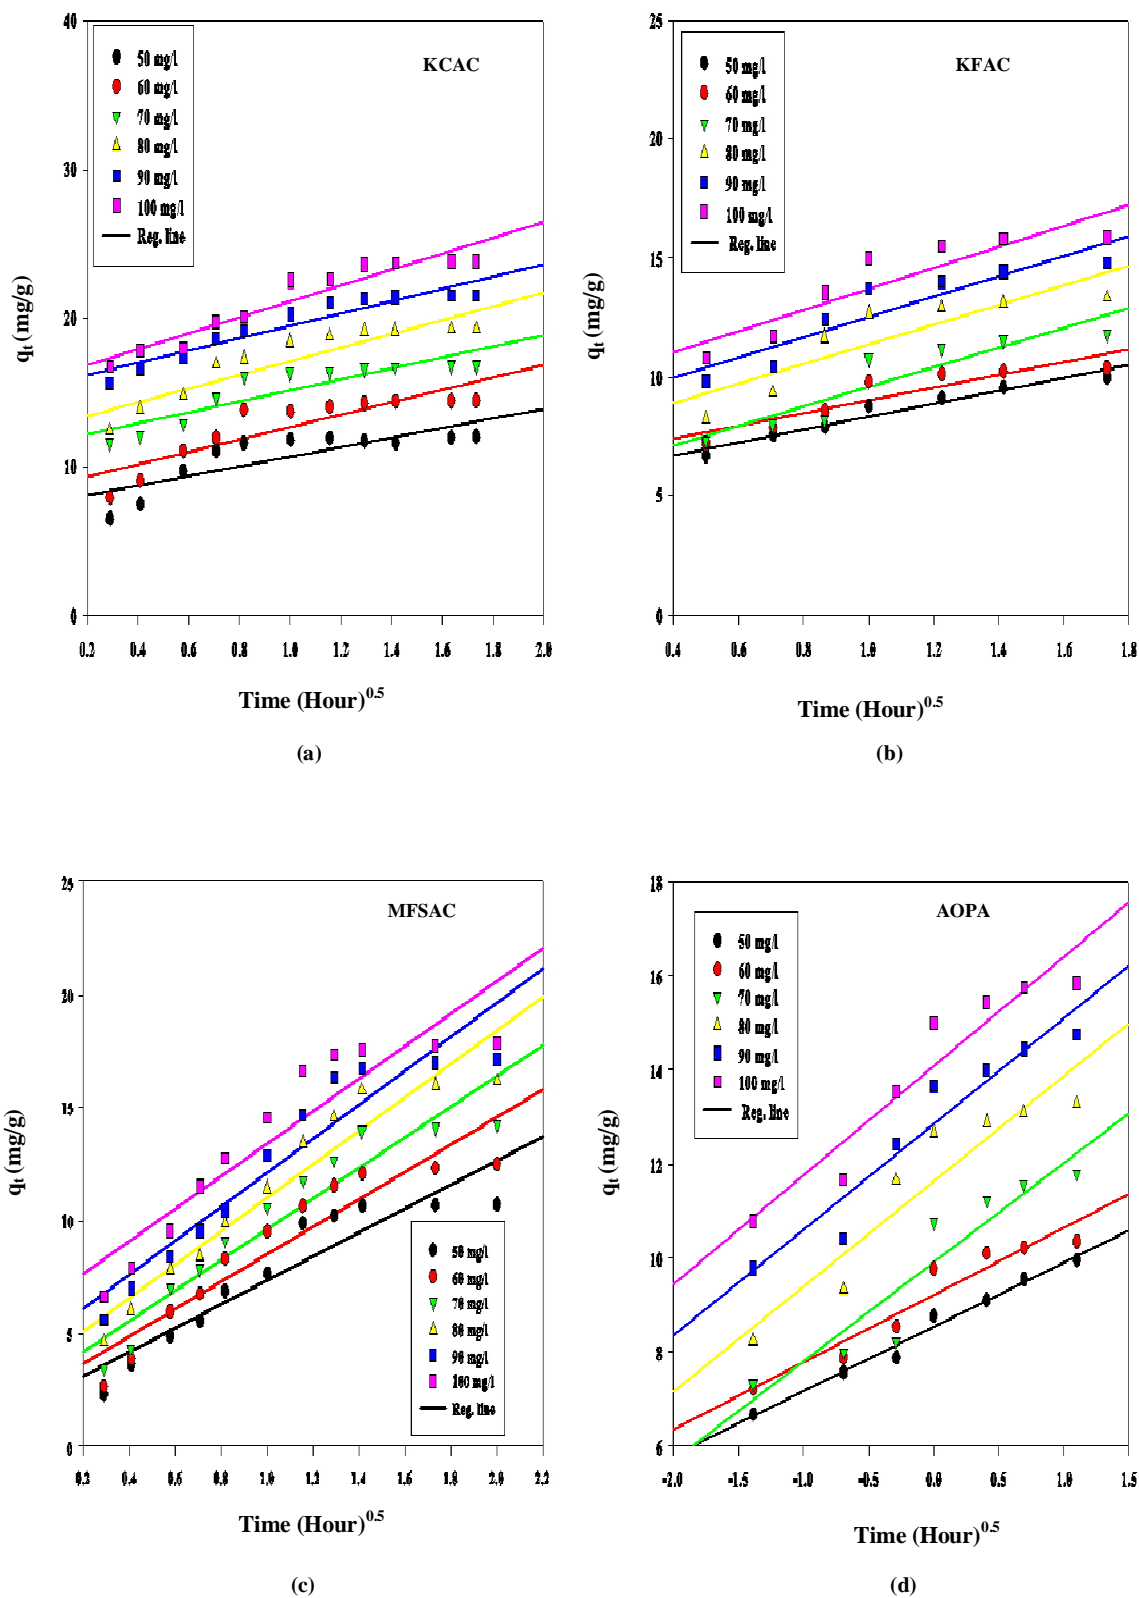 40
30
20
10
0
50 mg/l
60 mg/l
70 mg/l
80 mg/l
90 mg/l
100 mg/l
Reg. line
KCAC
qt (mg/g)
0.2 0.4 0.6 0.8 1.0 1.2 1.4 1.6 1.8 2.0
Time (Hour)0.5
(a)
25
20
15
10
5
0
50 mg/l
60 mg/l
70 mg/l
80 mg/l
90 mg/l
100 mg/l
Reg. line
KFAC
qt (mg/g)
0.4 0.6 0.8 1.0 1.2 1.4 1.6 1.8
Time (Hour)0.5
(b)
25
20
15
10
5
0
MFSAC
50 mg/l
60 mg/l
70 mg/l
80 mg/l
90 mg/l
100 mg/l
Reg. line
qt (mg/g)
0.2 0.4 0.6 0.8 1.0 1.2 1.4 1.6 1.8 2.0 2.2
Time (Hour)0.5
(c)
18
16
14
12
10
8
6
AOPA
50 mg/l
60 mg/l
70 mg/l
80 mg/l
90 mg/l
100 mg/l
Reg. line
qt (mg/g)
-2.0 -1.5 -1.0 -0.5 0.0 0.5 1.0 1.5
Time (Hour)0.5
(d)